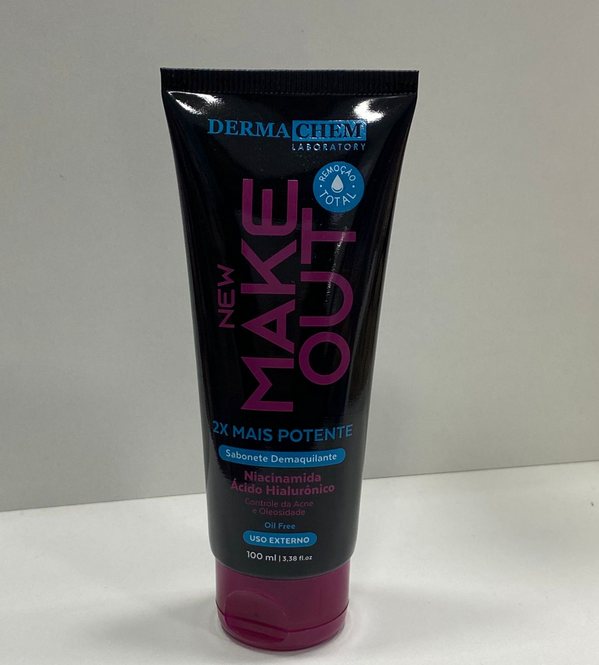 DERMACHEM
LABORATORY
REMOÇÃO
TOTAL
NEW
MAKE
OUT
2X MAIS POTENTE
Sabonete Demaquilante
Niacinamida
Ácido Hialurônico
Controle da Acne
e Oleosidade
Oil Free
USO EXTERNO
100 ml | 3,38 fl.oz